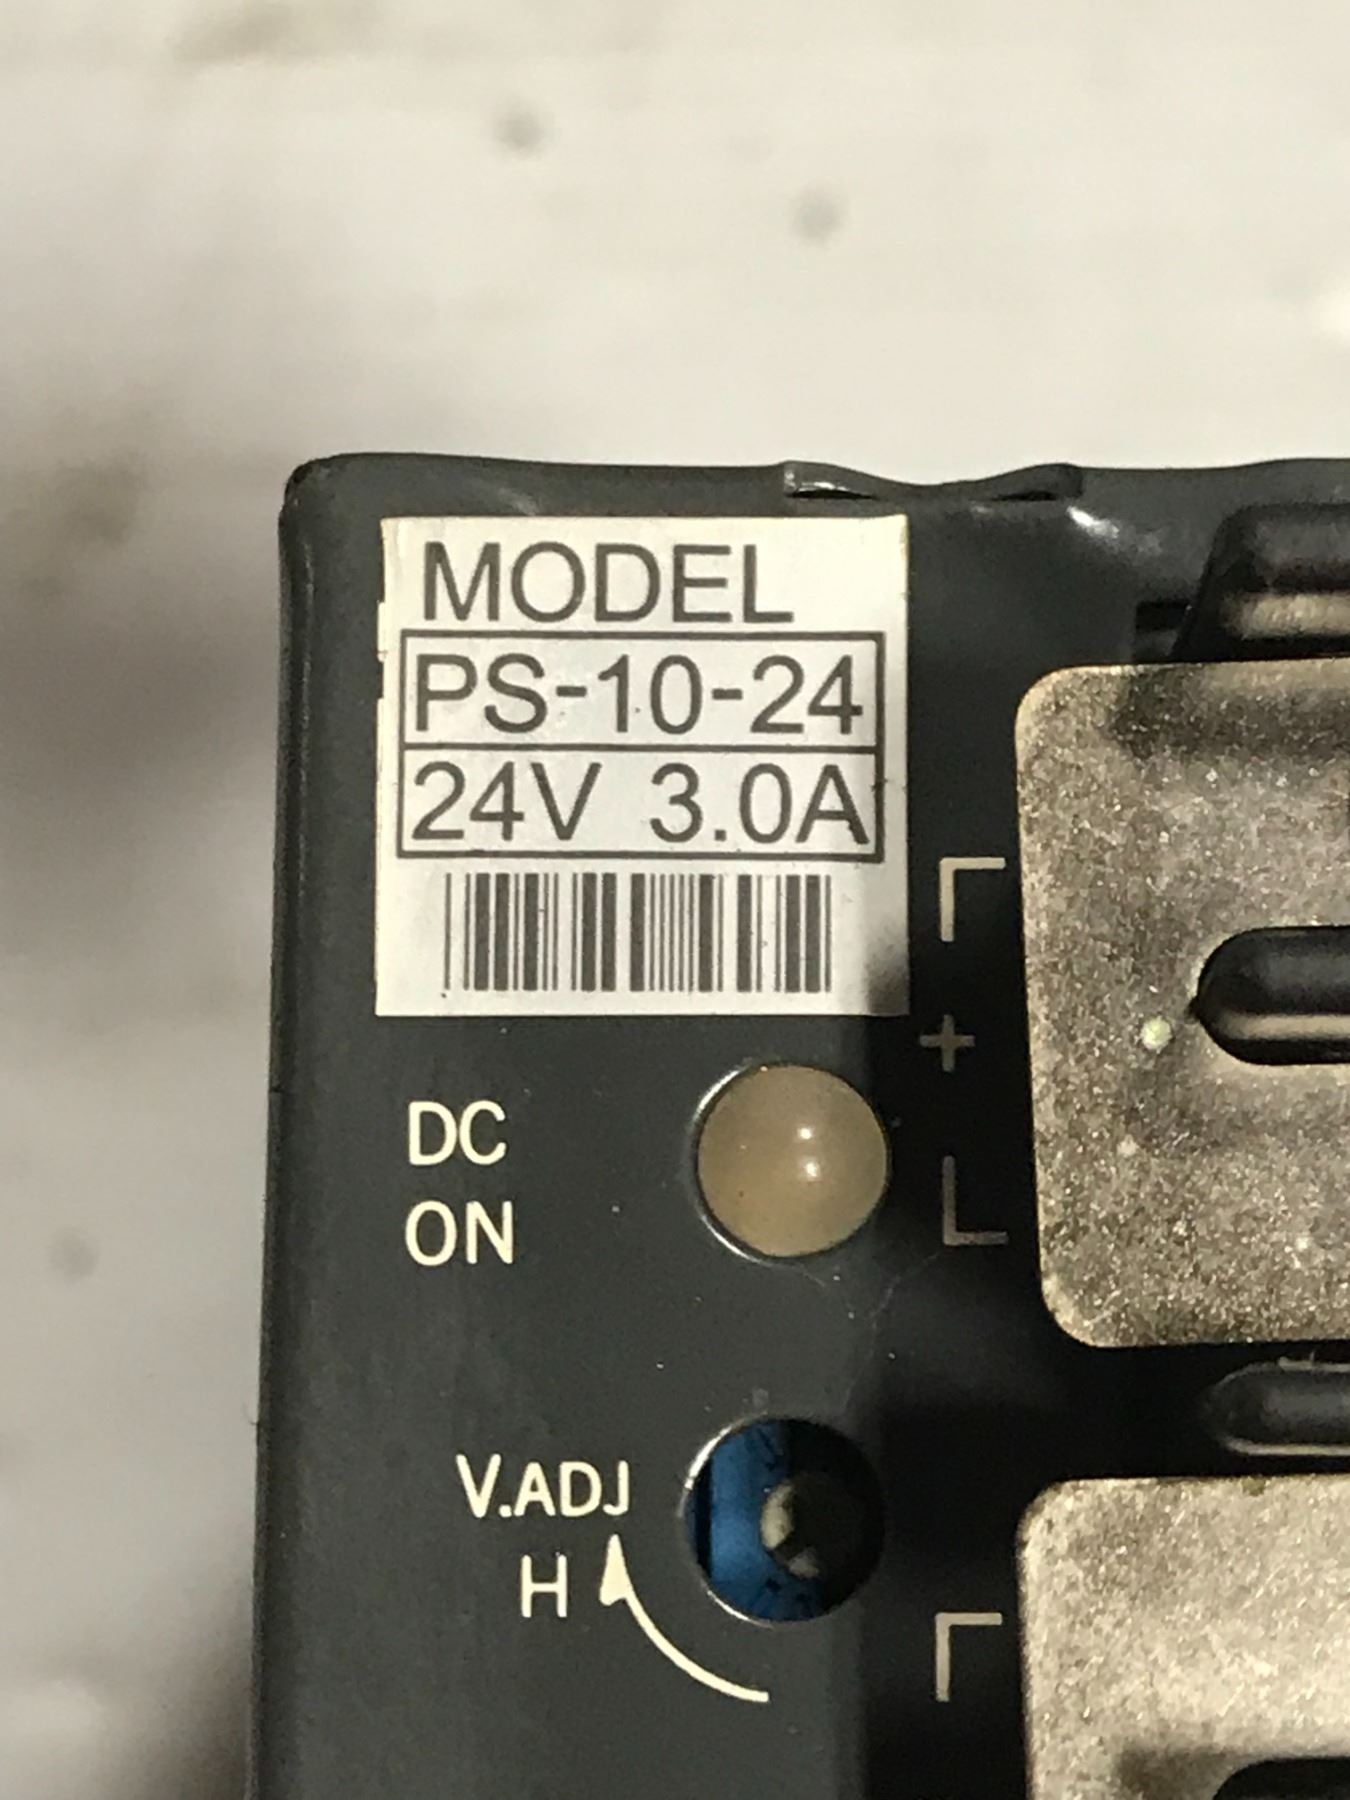 MODEL
PS-10-24
24V 3.0A
+
DC
ON
V.ADJ
H